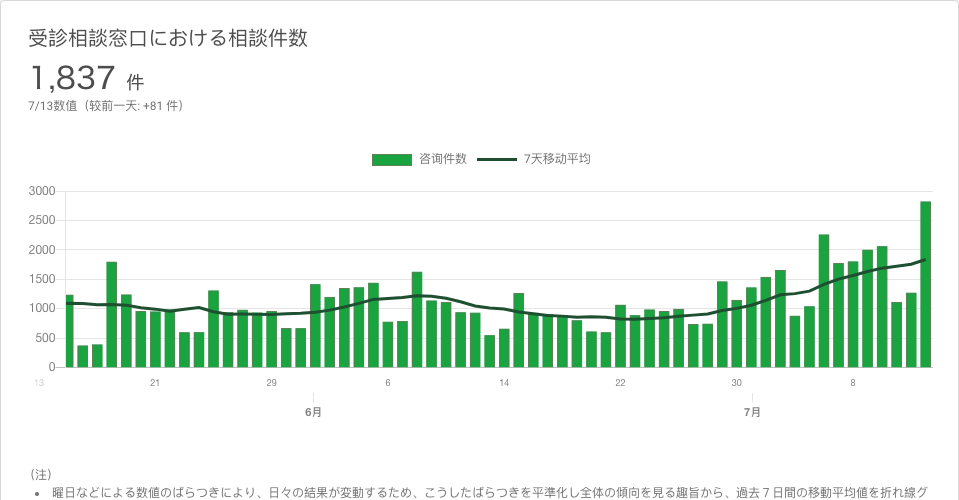 受診相談窓口における相談件数
1,837 件
7/13数值（较前一天: +81 件）
咨询件数 7天移动平均
3000
2500
2000
1500
1000
500
0
13 21 29 6 14 22 30 8
6月 7月
（注）
• 曜日などによる数値のばらつきにより、日々の結果が変動するため、こうしたばらつきを平準化し全体の傾向を見る趣旨から、過去７日間の移動平均値を折れ線グ